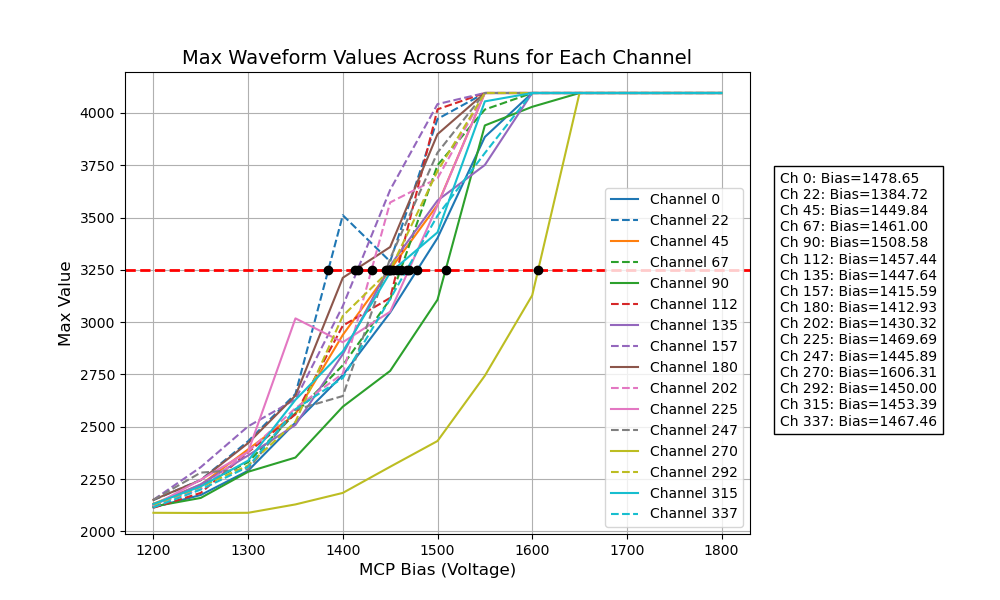 Max Waveform Values Across Runs for Each Channel
Max Value
4000
3750
3500
3250
3000
2750
2500
2250
2000
1200 1300 1400 1500 1600 1700 1800
MCP Bias (Voltage)
Channel 0
Channel 22
Channel 45
Channel 67
Channel 90
Channel 112
Channel 135
Channel 157
Channel 180
Channel 202
Channel 225
Channel 247
Channel 270
Channel 292
Channel 315
Channel 337
Ch 0: Bias=1478.65
Ch 22: Bias=1384.72
Ch 45: Bias=1449.84
Ch 67: Bias=1461.00
Ch 90: Bias=1508.58
Ch 112: Bias=1457.44
Ch 135: Bias=1447.64
Ch 157: Bias=1415.59
Ch 180: Bias=1412.93
Ch 202: Bias=1430.32
Ch 225: Bias=1469.69
Ch 247: Bias=1445.89
Ch 270: Bias=1606.31
Ch 292: Bias=1450.00
Ch 315: Bias=1453.39
Ch 337: Bias=1467.46